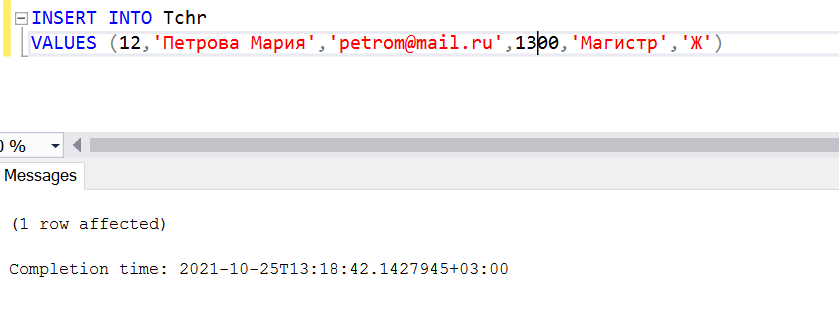 INSERT INTO Tchr
VALUES (12,'Петрова Мария','petrom@mail.ru',1300,'Магистр','Ж')
0 %
Messages
(1 row affected)
Completion time: 2021-10-25T13:18:42.1427945+03:00